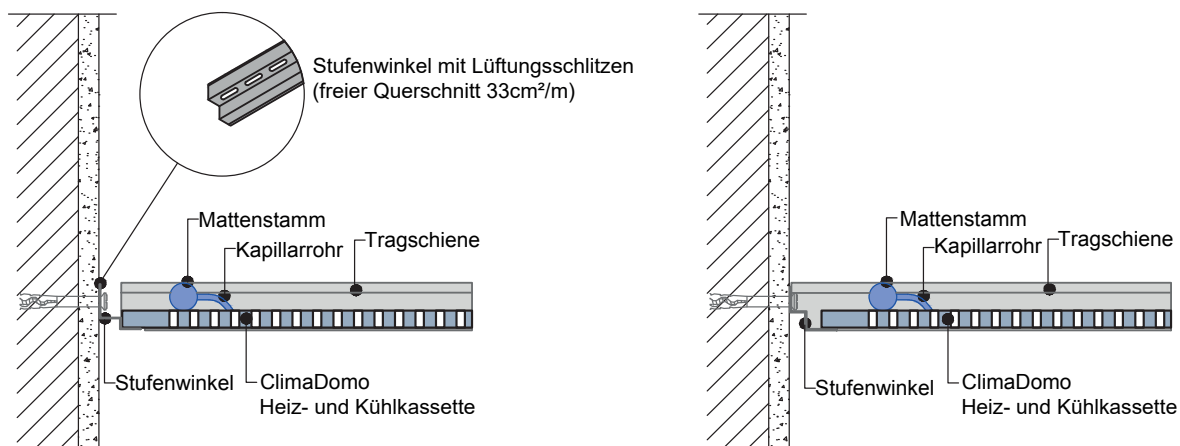 Stufenwinkel mit Lüftungsschlitzen
(freier Querschnitt 33cm²/m)
Mattenstamm
Kapillarrohr
Tragschiene
Stufenwinkel
ClimaDomo
Heiz- und Kühlkassette
Mattenstamm
Kapillarrohr
Tragschiene
Stufenwinkel
ClimaDomo
Heiz- und Kühlkassette